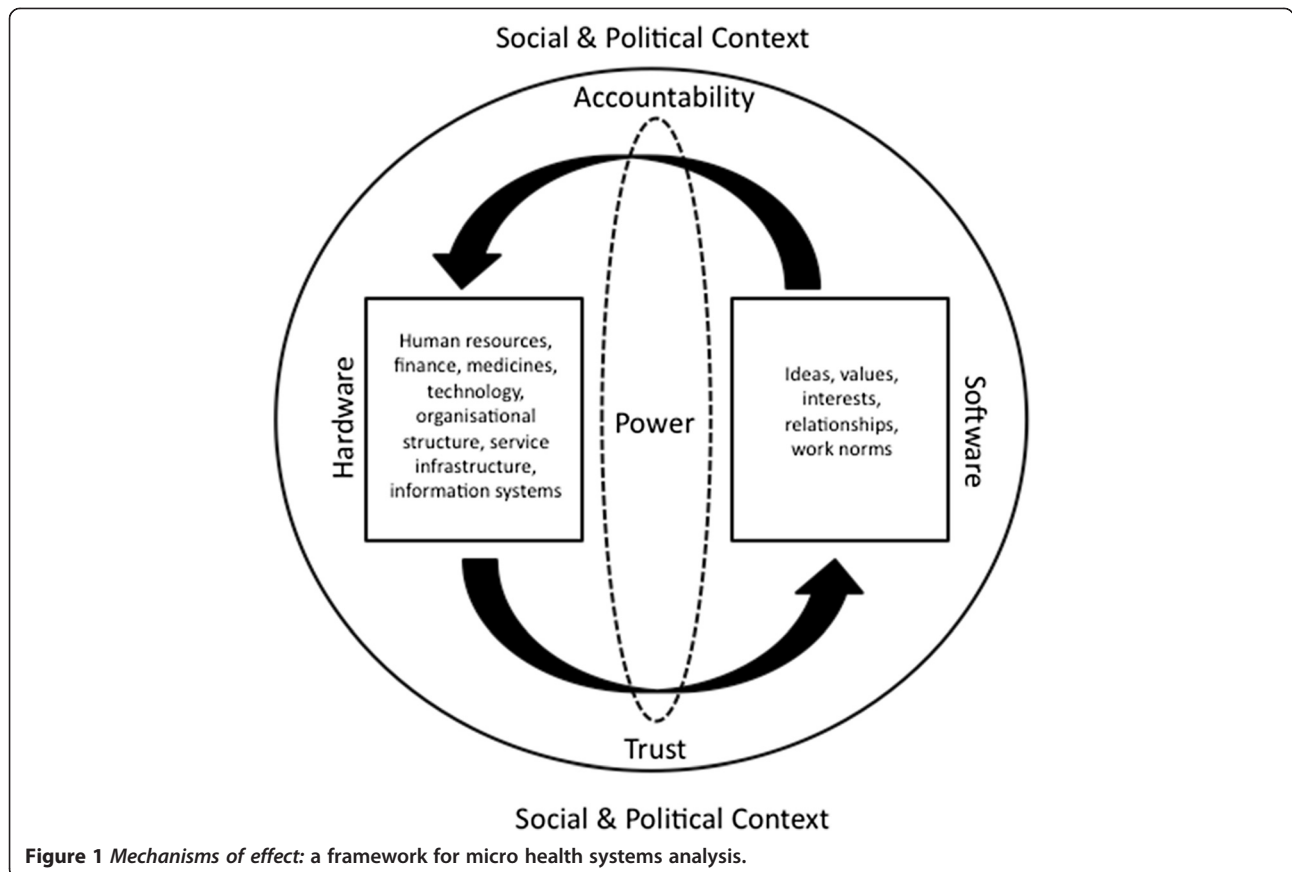 Social & Political Context
Accountability
Hardware
Human resources,
finance, medicines,
technology,
organisational
structure, service
infrastructure,
information systems
Power
Ideas, values,
interests,
relationships,
work norms
Software
Trust
Social & Political Context
Figure 1 Mechanisms of effect: a framework for micro health systems analysis.